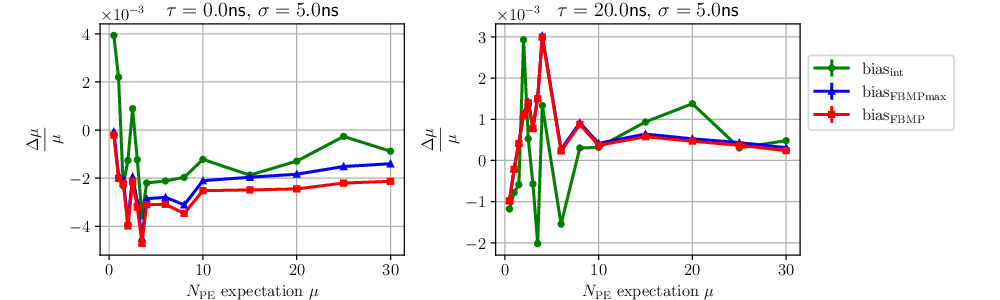 ×10⁻³ τ = 0.0ns, σ = 5.0ns
4
2
0
−2
−4
Δμ/μ
0 10 20 30
N_PE expectation μ
×10⁻³ τ = 20.0ns, σ = 5.0ns
3
2
1
0
−1
−2
Δμ/μ
0 10 20 30
N_PE expectation μ
bias_int
bias_FBMPmax
bias_FBMP